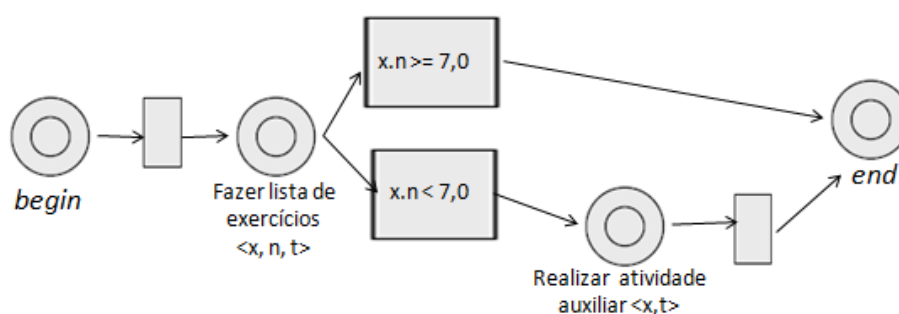 x.n >= 7,0
begin
Fazer lista de
exercícios
<x, n, t>
x.n < 7,0
end
Realizar atividade
auxiliar <x,t>